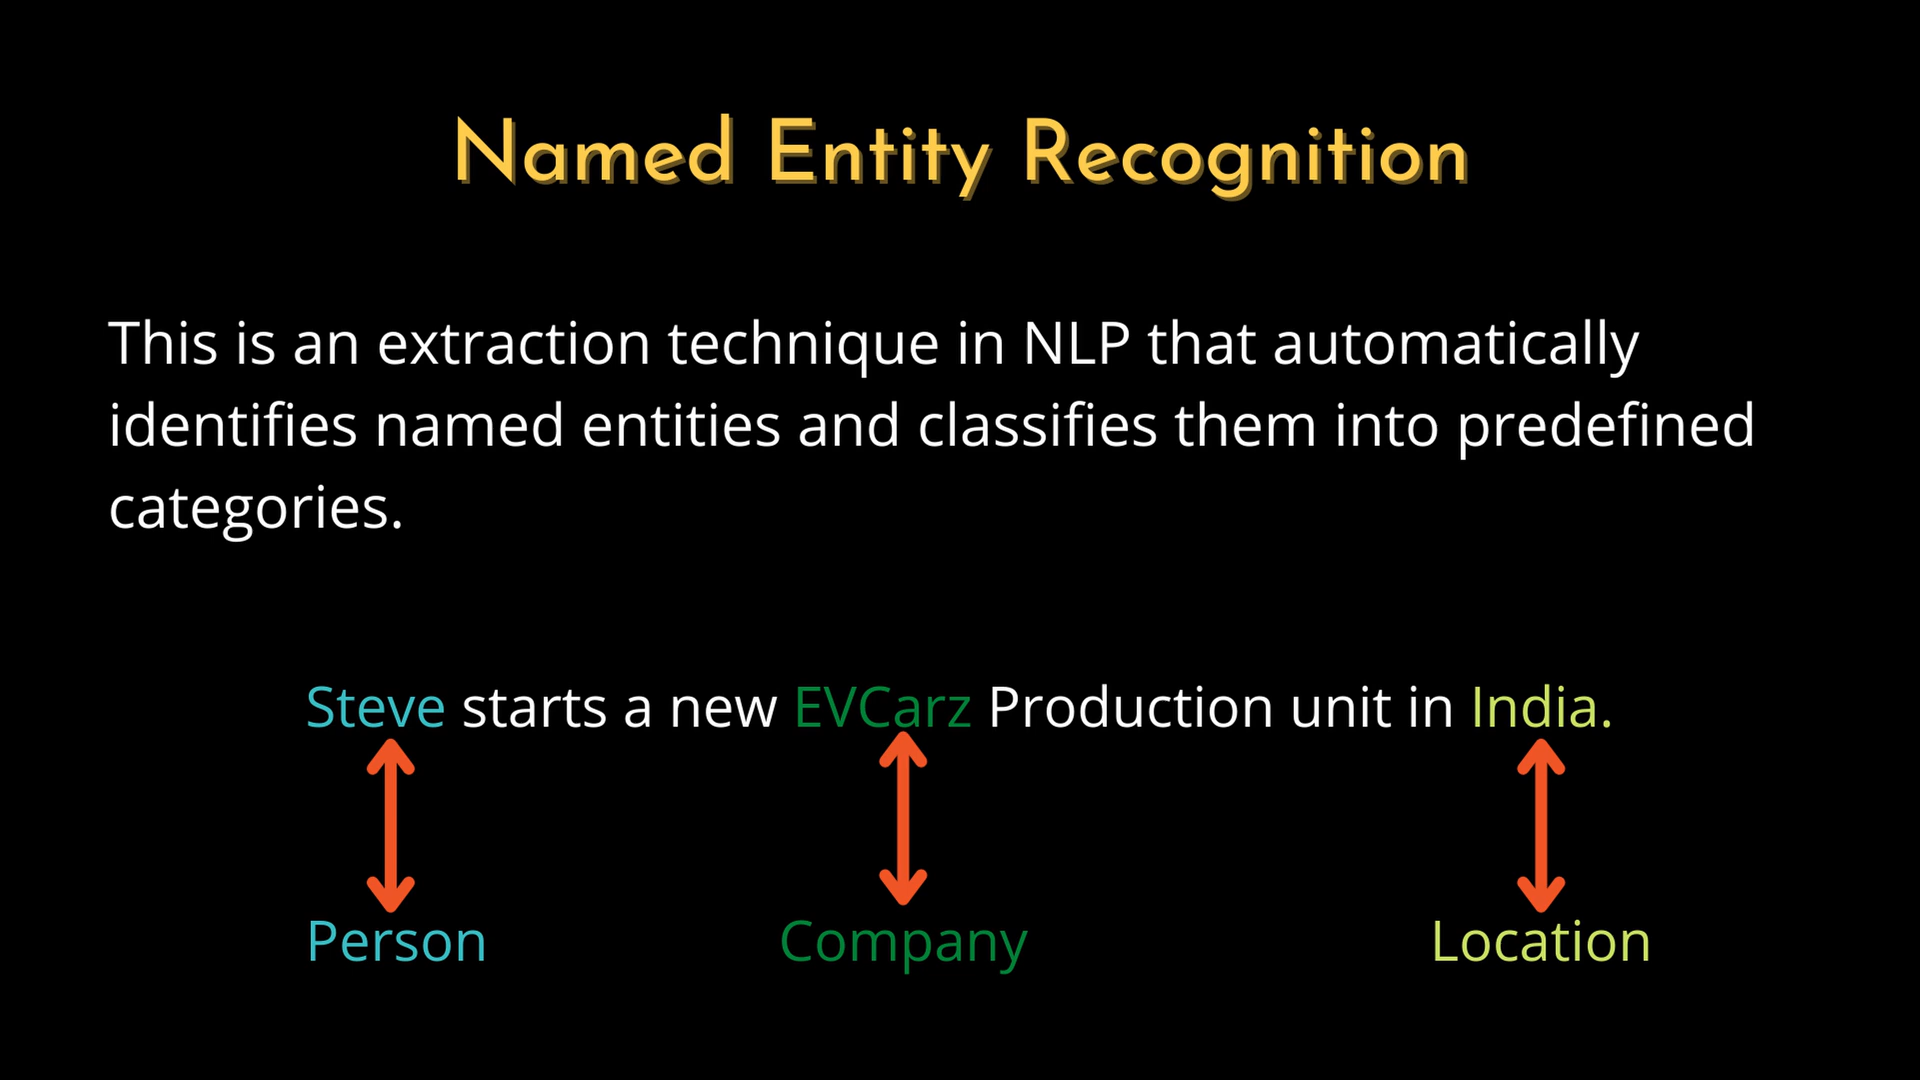 Named Entity Recognition
This is an extraction technique in NLP that automatically
identifies named entities and classifies them into predefined
categories.
Steve starts a new EVCarz Production unit in India.
Person Company Location